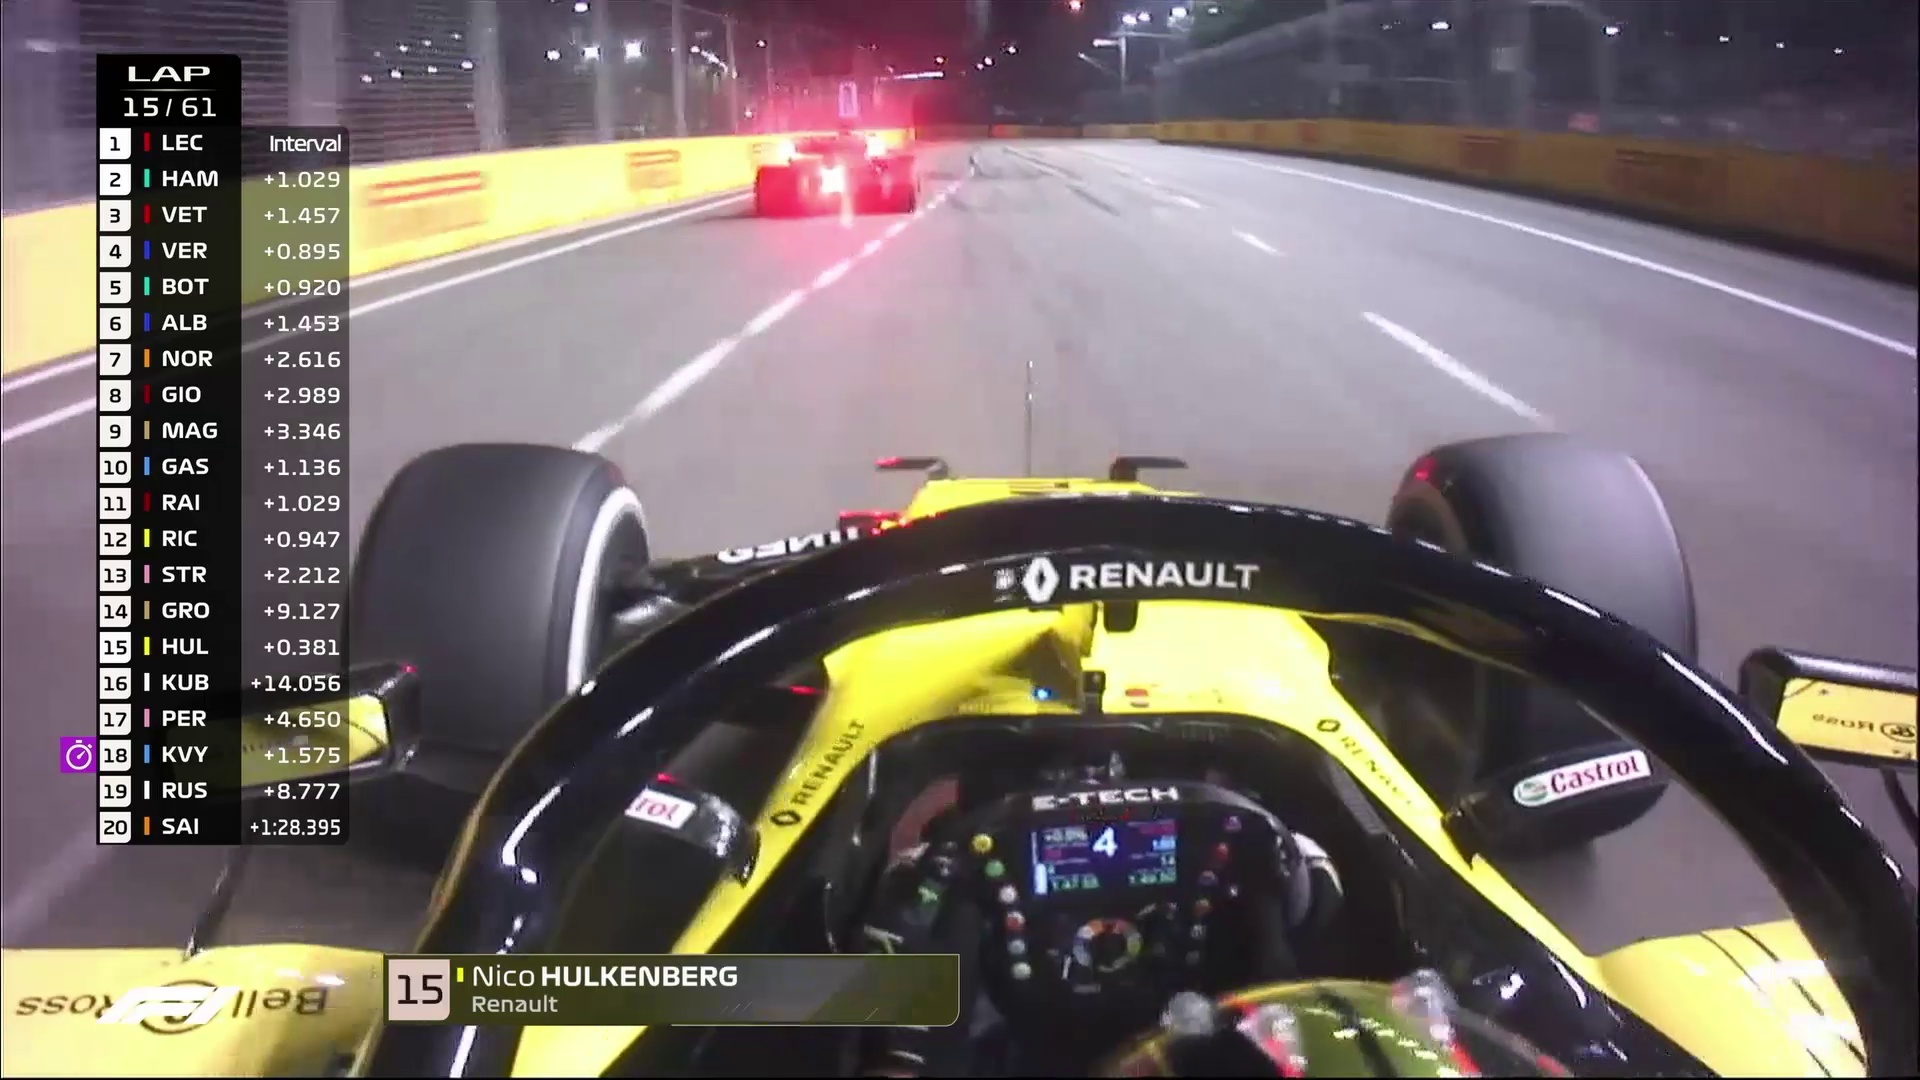 LAP
15/61
1 LEC Interval
2 HAM +1.029
3 VET +1.457
4 VER +0.895
5 BOT +0.920
6 ALB +1.453
7 NOR +2.616
8 GIO +2.989
9 MAG +3.346
10 GAS +1.136
11 RAI +1.029
12 RIC +0.947
13 STR +2.212
14 GRO +9.127
15 HUL +0.381
16 KUB +14.056
17 PER +4.650
18 KVY +1.575
19 RUS +8.777
20 SAI +1:28.395
RENAULT
RENAULT
RENAULT
Castrol
E-TECH
4
Bell Ross
15 Nico HULKENBERG
Renault